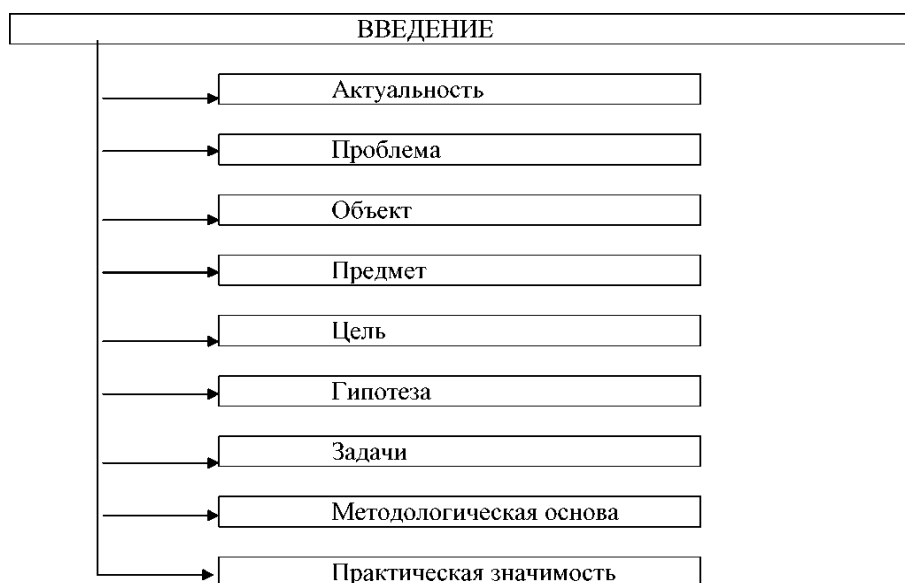 ВВЕДЕНИЕ
Актуальность
Проблема
Объект
Предмет
Цель
Гипотеза
Задачи
Методологическая основа
Практическая значимость